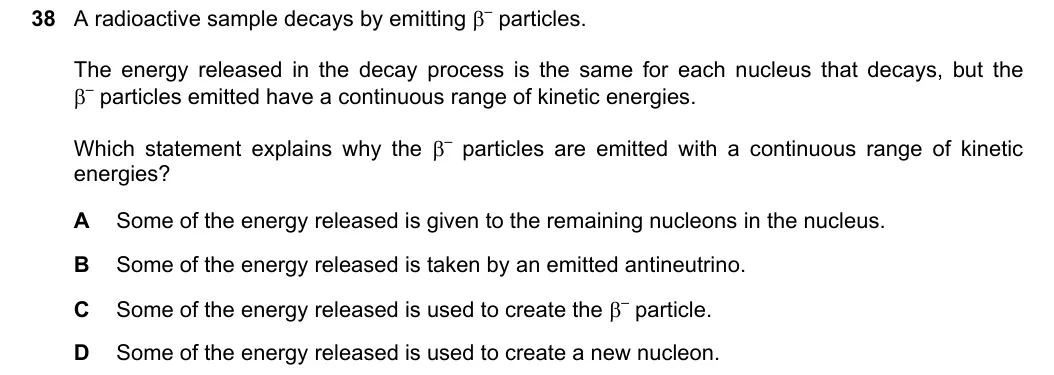 38 A radioactive sample decays by emitting β⁻ particles.
The energy released in the decay process is the same for each nucleus that decays, but the
β⁻ particles emitted have a continuous range of kinetic energies.
Which statement explains why the β⁻ particles are emitted with a continuous range of kinetic
energies?
A Some of the energy released is given to the remaining nucleons in the nucleus.
B Some of the energy released is taken by an emitted antineutrino.
C Some of the energy released is used to create the β⁻ particle.
D Some of the energy released is used to create a new nucleon.